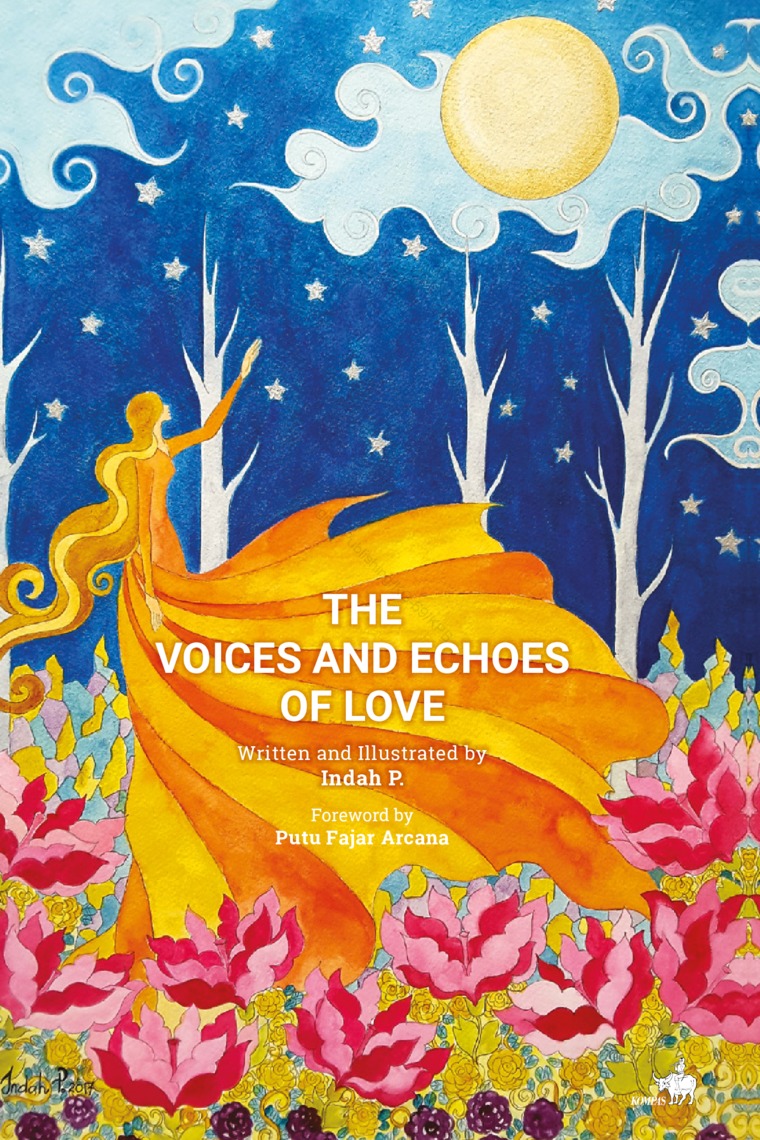 THE
VOICES AND ECHOES
OF LOVE
Written and Illustrated by
Indah P.
Foreword by
Putu Fajar Arcana
Indah P. 2017
KOMPAS